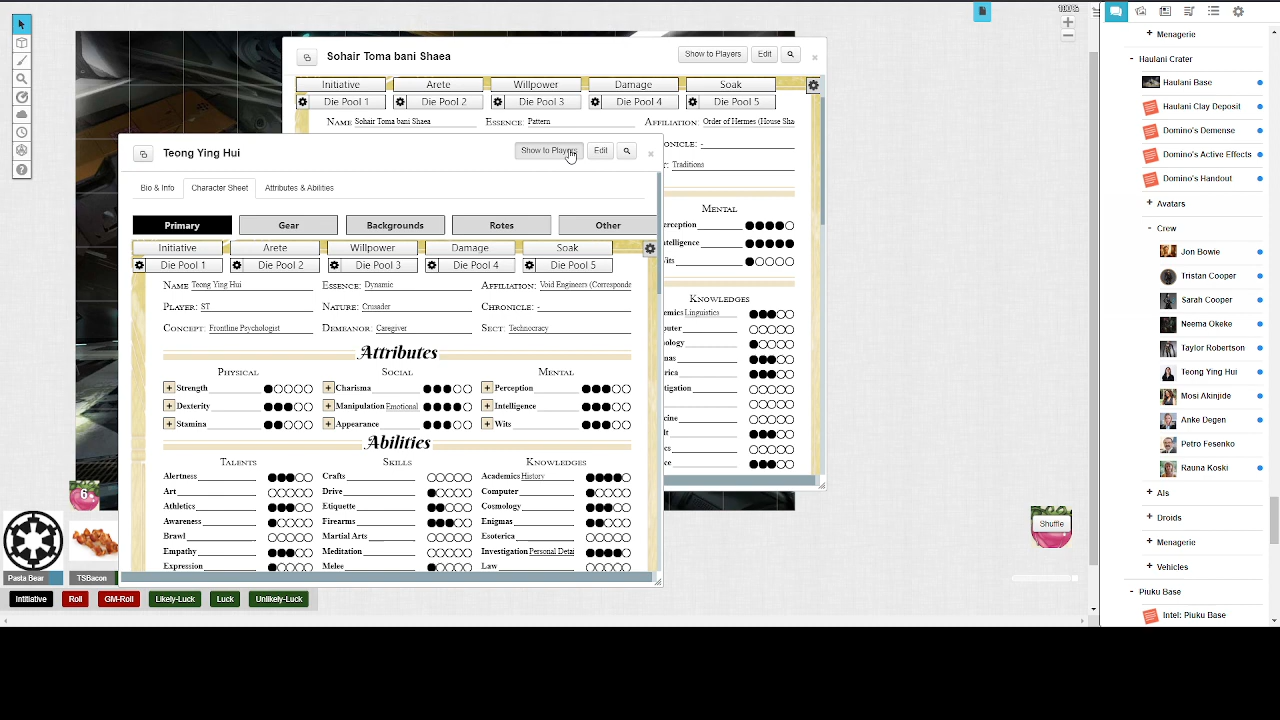 100%
Sohair Toma bani Shaea
Show to Players
Edit
Initiative Arete Willpower Damage Soak
Die Pool 1 Die Pool 2 Die Pool 3 Die Pool 4 Die Pool 5
Name Sohair Toma bani Shaea Essence: Pattern Affiliation: Order of Hermes (House Sha
Traditions
Mental
Knowledges
Linguistics
Teong Ying Hui
Show to Players
Edit
Bio & Info Character Sheet Attributes & Abilities
Primary Gear Backgrounds Rotes Other
Initiative Arete Willpower Damage Soak
Die Pool 1 Die Pool 2 Die Pool 3 Die Pool 4 Die Pool 5
Name Teong Ying Hui Essence: Dynamic Affiliation: Void Engineers (Corresponde
Player: ST Nature: Crusader Chronicle: -
Concept: Frontline Psychologist Demeanor: Caregiver Sect: Technocracy
Attributes
Physical Social Mental
Strength Charisma Perception
Dexterity Manipulation Emotional Intelligence
Stamina Appearance Wits
Abilities
Talents Skills Knowledges
Alertness Crafts Academics History
Art Drive Computer
Athletics Etiquette Cosmology
Awareness Firearms Enigmas
Brawl Martial Arts Esoterica
Empathy Meditation Investigation Personal Detai
Expression Melee Law
6
Pasta Bear
TSBacon
Intitiative Roll GM-Roll Likely-Luck Luck Unlikely-Luck
Shuffle
Menagerie
Haulani Crater
Haulani Base
Haulani Clay Deposit
Domino's Demense
Domino's Active Effects
Domino's Handout
Avatars
Crew
Jon Bowie
Tristan Cooper
Sarah Cooper
Neema Okeke
Taylor Robertson
Teong Ying Hui
Mosi Akinjide
Anke Degen
Petro Fesenko
Rauna Koski
AIs
Droids
Menagerie
Vehicles
Piuku Base
Intel: Piuku Base